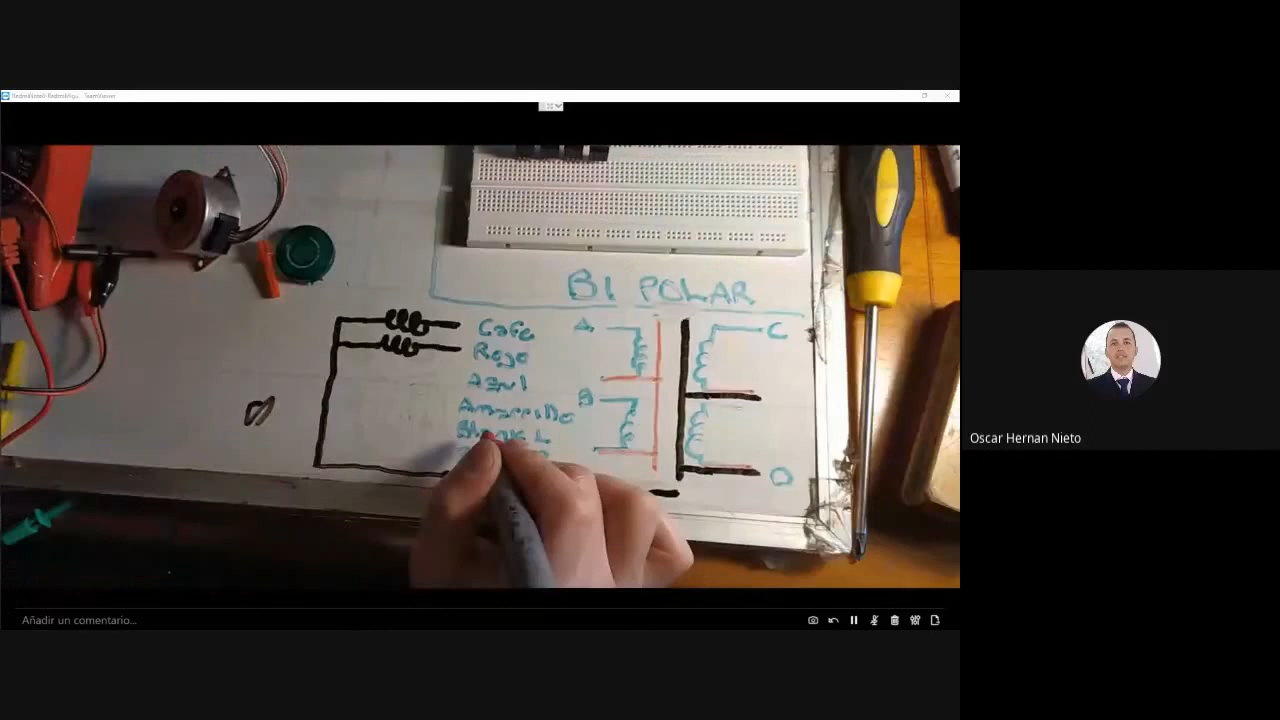 BI POLAR
Cafe
A
C
Rojo
Azul
B
Amarillo
D
Añadir un comentario...
Oscar Hernan Nieto